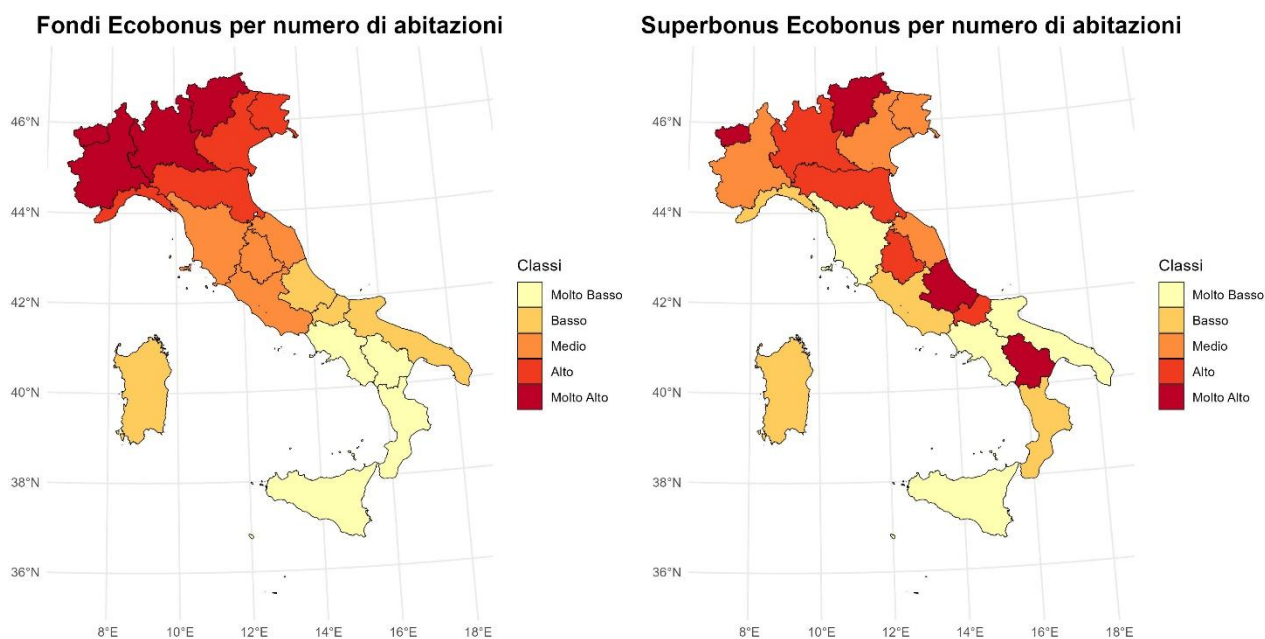 Fondi Ecobonus per numero di abitazioni
46°N
44°N
42°N
40°N
38°N
36°N
8°E 10°E 12°E 14°E 16°E 18°E
Classi
Molto Basso
Basso
Medio
Alto
Molto Alto
Superbonus Ecobonus per numero di abitazioni
46°N
44°N
42°N
40°N
38°N
36°N
8°E 10°E 12°E 14°E 16°E 18°E
Classi
Molto Basso
Basso
Medio
Alto
Molto Alto